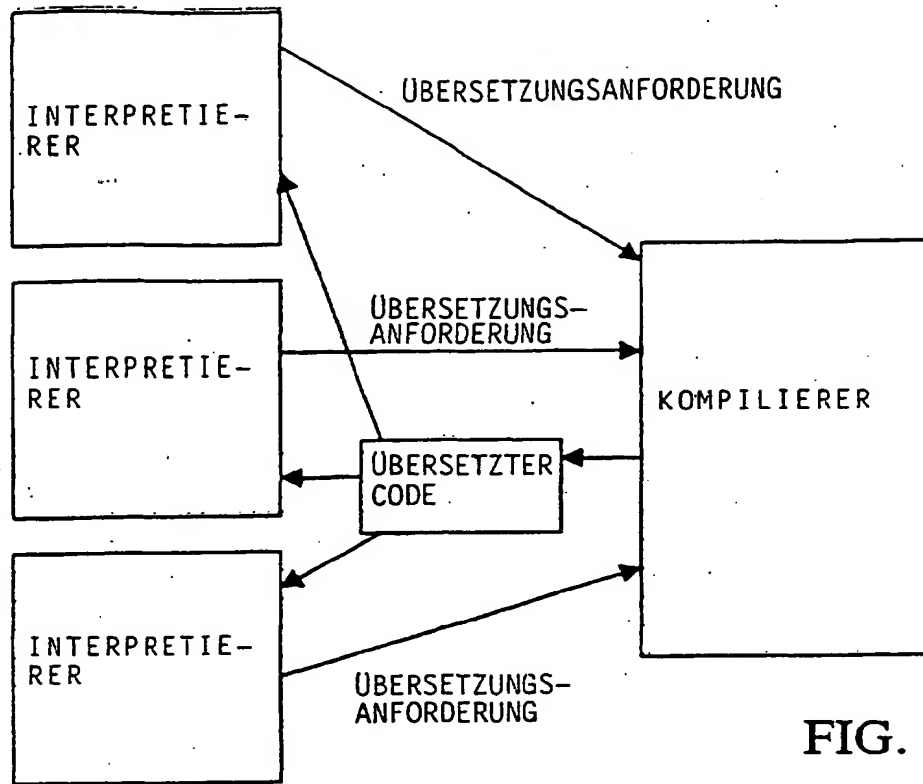 INTERPRETIE-
RER
ÜBERSETZUNGSANFORDERUNG
INTERPRETIE-
RER
ÜBERSETZUNGS-
ANFORDERUNG
KOMPILIERER
ÜBERSETZTER
CODE
INTERPRETIE-
RER
ÜBERSETZUNGS-
ANFORDERUNG
FIG.